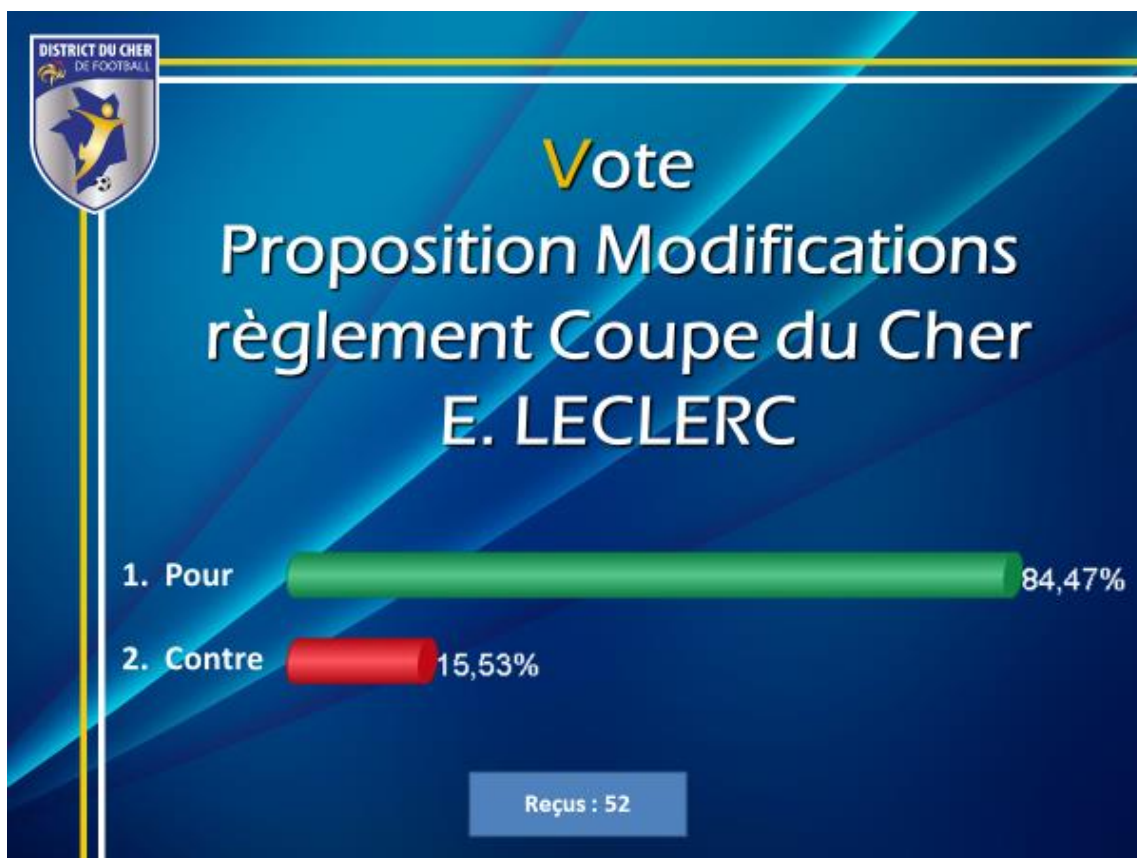 DISTRICT DU CHER
DE FOOTBALL
Vote
Proposition Modifications
règlement Coupe du Cher
E. LECLERC
1. Pour
84,47%
2. Contre
15,53%
Reçus : 52